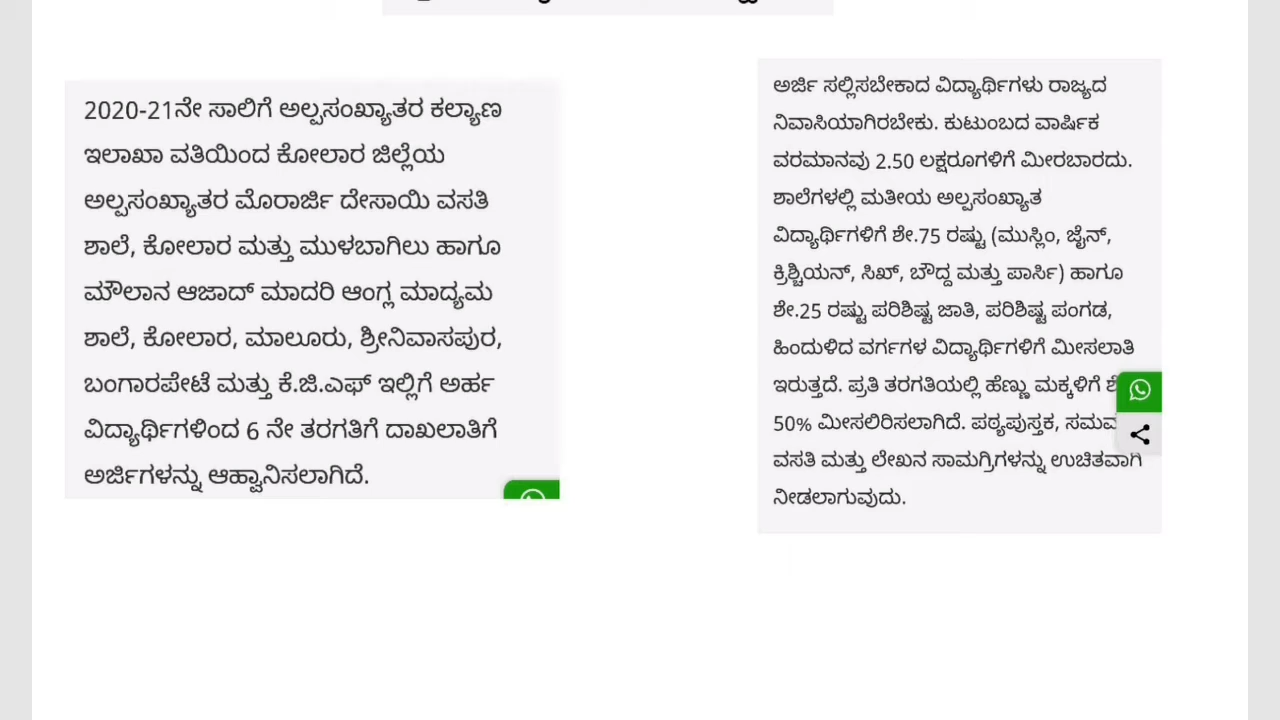 2020-21ನೇ ಸಾಲಿಗೆ ಅಲ್ಪಸಂಖ್ಯಾತರ ಕಲ್ಯಾಣ
ಇಲಾಖಾ ವತಿಯಿಂದ ಕೋಲಾರ ಜಿಲ್ಲೆಯ
ಅಲ್ಪಸಂಖ್ಯಾತರ ಮೊರಾರ್ಜಿ ದೇಸಾಯಿ ವಸತಿ
ಶಾಲೆ, ಕೋಲಾರ ಮತ್ತು ಮುಳಬಾಗಿಲು ಹಾಗೂ
ಮೌಲಾನ ಆಜಾದ್ ಮಾದರಿ ಆಂಗ್ಲ ಮಾದ್ಯಮ
ಶಾಲೆ, ಕೋಲಾರ, ಮಾಲೂರು, ಶ್ರೀನಿವಾಸಪುರ,
ಬಂಗಾರಪೇಟೆ ಮತ್ತು ಕೆ.ಜಿ.ಎಫ್ ಇಲ್ಲಿಗೆ ಅರ್ಹ
ವಿದ್ಯಾರ್ಥಿಗಳಿಂದ 6 ನೇ ತರಗತಿಗೆ ದಾಖಲಾತಿಗೆ
ಅರ್ಜಿಗಳನ್ನು ಆಹ್ವಾನಿಸಲಾಗಿದೆ.
ಅರ್ಜಿ ಸಲ್ಲಿಸಬೇಕಾದ ವಿದ್ಯಾರ್ಥಿಗಳು ರಾಜ್ಯದ
ನಿವಾಸಿಯಾಗಿರಬೇಕು. ಕುಟುಂಬದ ವಾರ್ಷಿಕ
ವರಮಾನವು 2.50 ಲಕ್ಷರೂಗಳಿಗೆ ಮೀರಬಾರದು.
ಶಾಲೆಗಳಲ್ಲಿ ಮತೀಯ ಅಲ್ಪಸಂಖ್ಯಾತ
ವಿದ್ಯಾರ್ಥಿಗಳಿಗೆ ಶೇ.75 ರಷ್ಟು (ಮುಸ್ಲಿಂ, ಜೈನ್,
ಕ್ರಿಶ್ಚಿಯನ್, ಸಿಖ್, ಬೌದ್ದ ಮತ್ತು ಪಾರ್ಸಿ) ಹಾಗೂ
ಶೇ.25 ರಷ್ಟು ಪರಿಶಿಷ್ಟ ಜಾತಿ, ಪರಿಶಿಷ್ಟ ಪಂಗಡ,
ಹಿಂದುಳಿದ ವರ್ಗಗಳ ವಿದ್ಯಾರ್ಥಿಗಳಿಗೆ ಮೀಸಲಾತಿ
ಇರುತ್ತದೆ. ಪ್ರತಿ ತರಗತಿಯಲ್ಲಿ ಹೆಣ್ಣು ಮಕ್ಕಳಿಗೆ
50% ಮೀಸಲಿರಿಸಲಾಗಿದೆ. ಪಠ್ಯಪುಸ್ತಕ,
ವಸತಿ ಮತ್ತು ಲೇಖನ ಸಾಮಗ್ರಿಗಳನ್ನು ಉಚಿತವಾಗಿ
ನೀಡಲಾಗುವುದು.